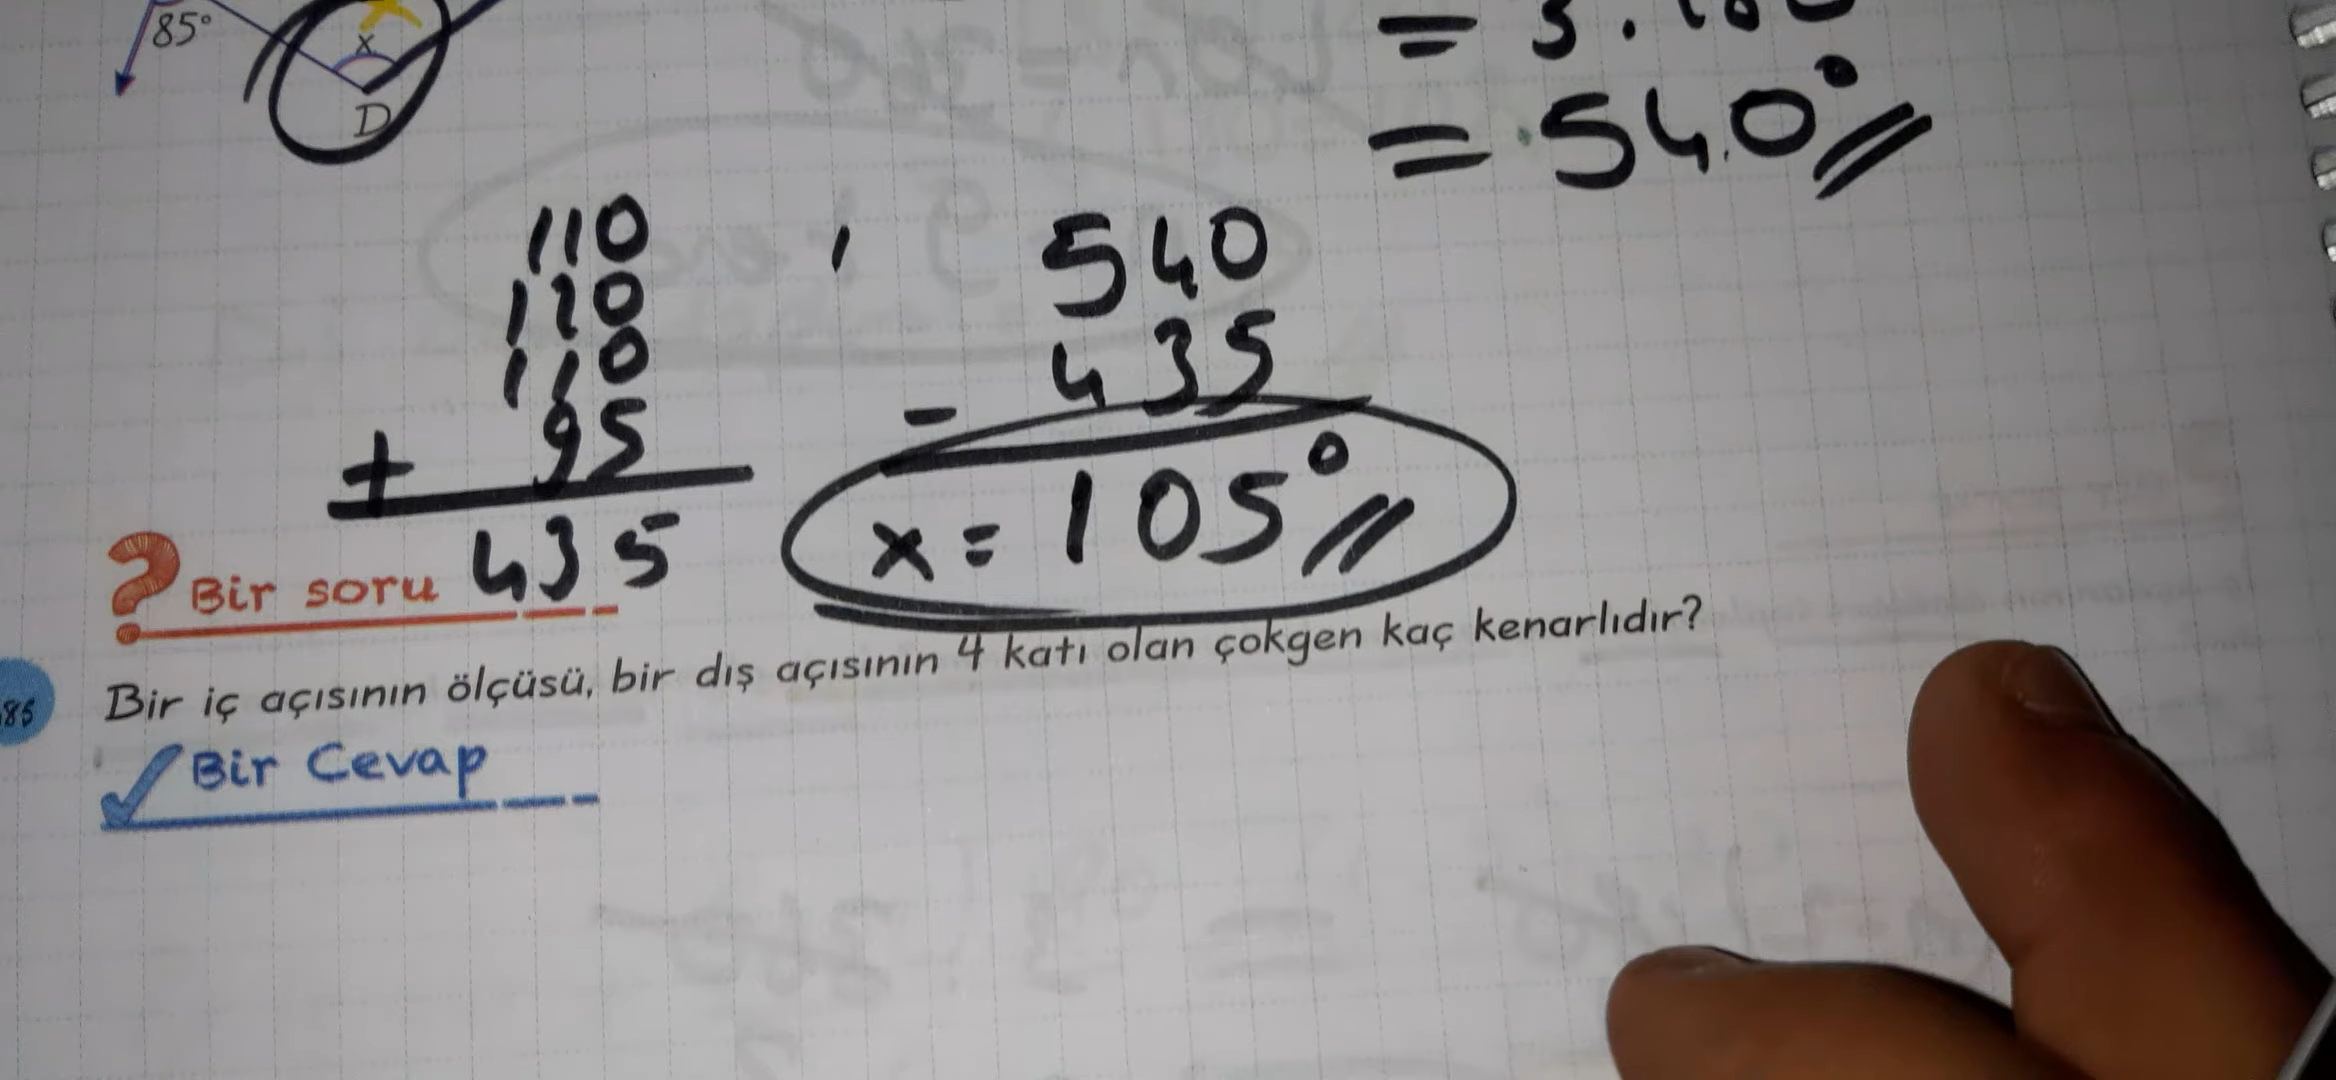 85°
x
D
= 540°
110
110
110
+ 95
435
540
- 435
x = 105°
? Bir soru
85
Bir iç açısının ölçüsü, bir dış açısının 4 katı olan çokgen kaç kenarlıdır?
Bir Cevap